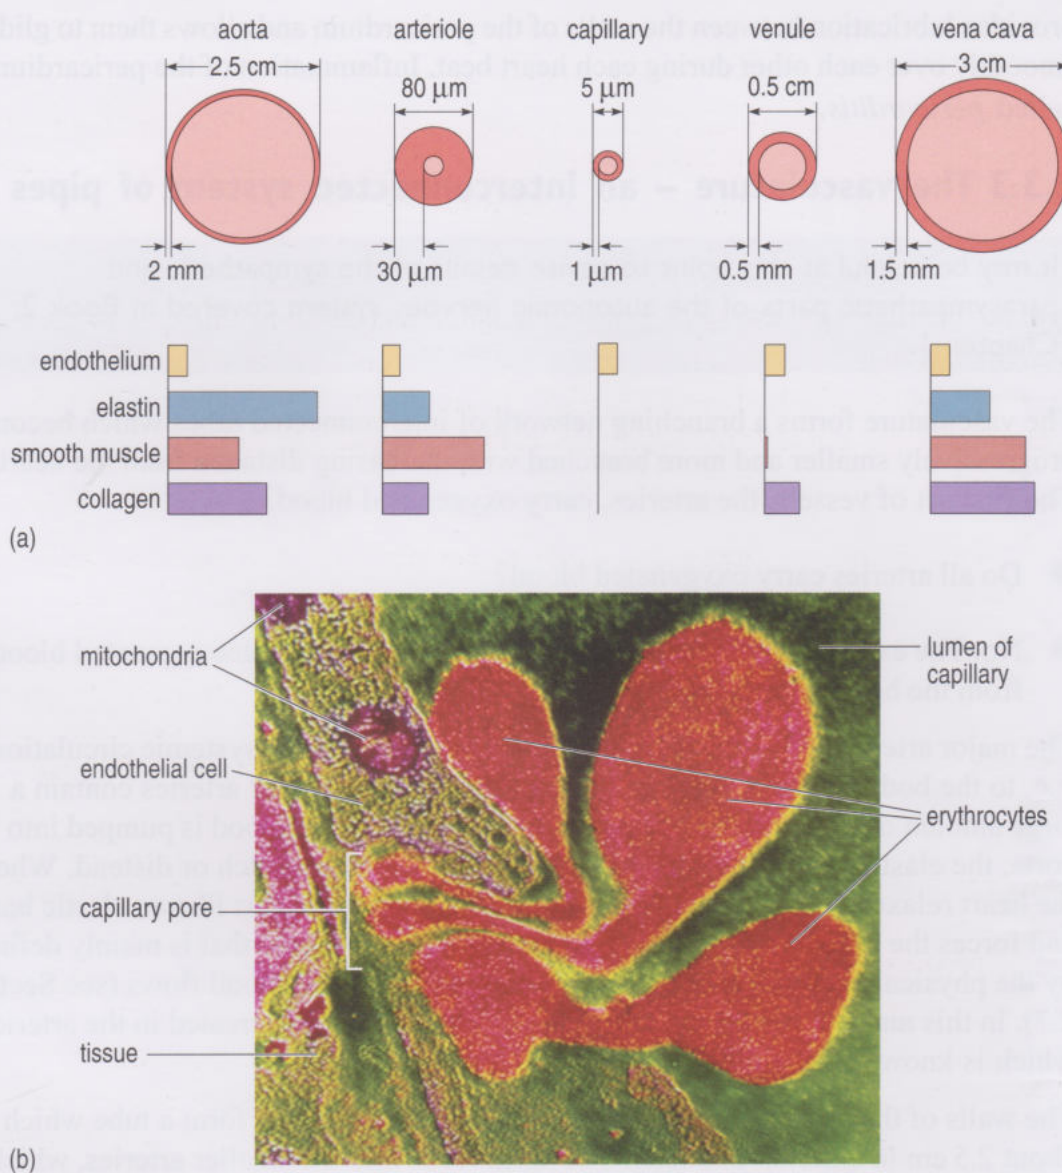 aorta arteriole capillary venule vena cava
2.5 cm 80 µm 5 µm 0.5 cm 3 cm
2 mm 30 µm 1 µm 0.5 mm 1.5 mm
endothelium
elastin
smooth muscle
collagen
(a)
mitochondria
lumen of
capillary
endothelial cell
erythrocytes
capillary pore
tissue
(b)